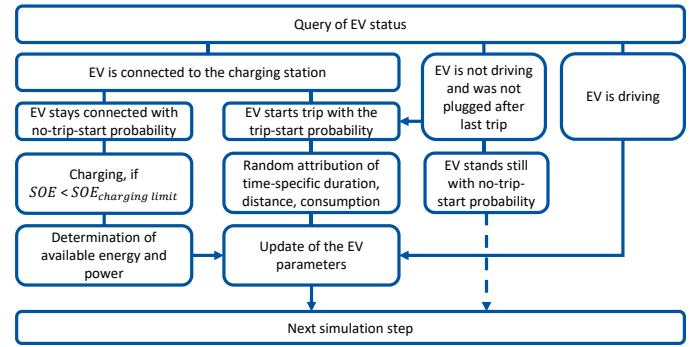 Query of EV status
EV is connected to the charging station
EV is not driving
and was not
plugged after
last trip
EV is driving
EV stays connected with
no-trip-start probability
EV starts trip with the
trip-start probability
Charging, if
SOE < SOE_charging limit
Random attribution of
time-specific duration,
distance, consumption
EV stands still
with no-trip-
start probability
Determination of
available energy and
power
Update of the EV
parameters
Next simulation step